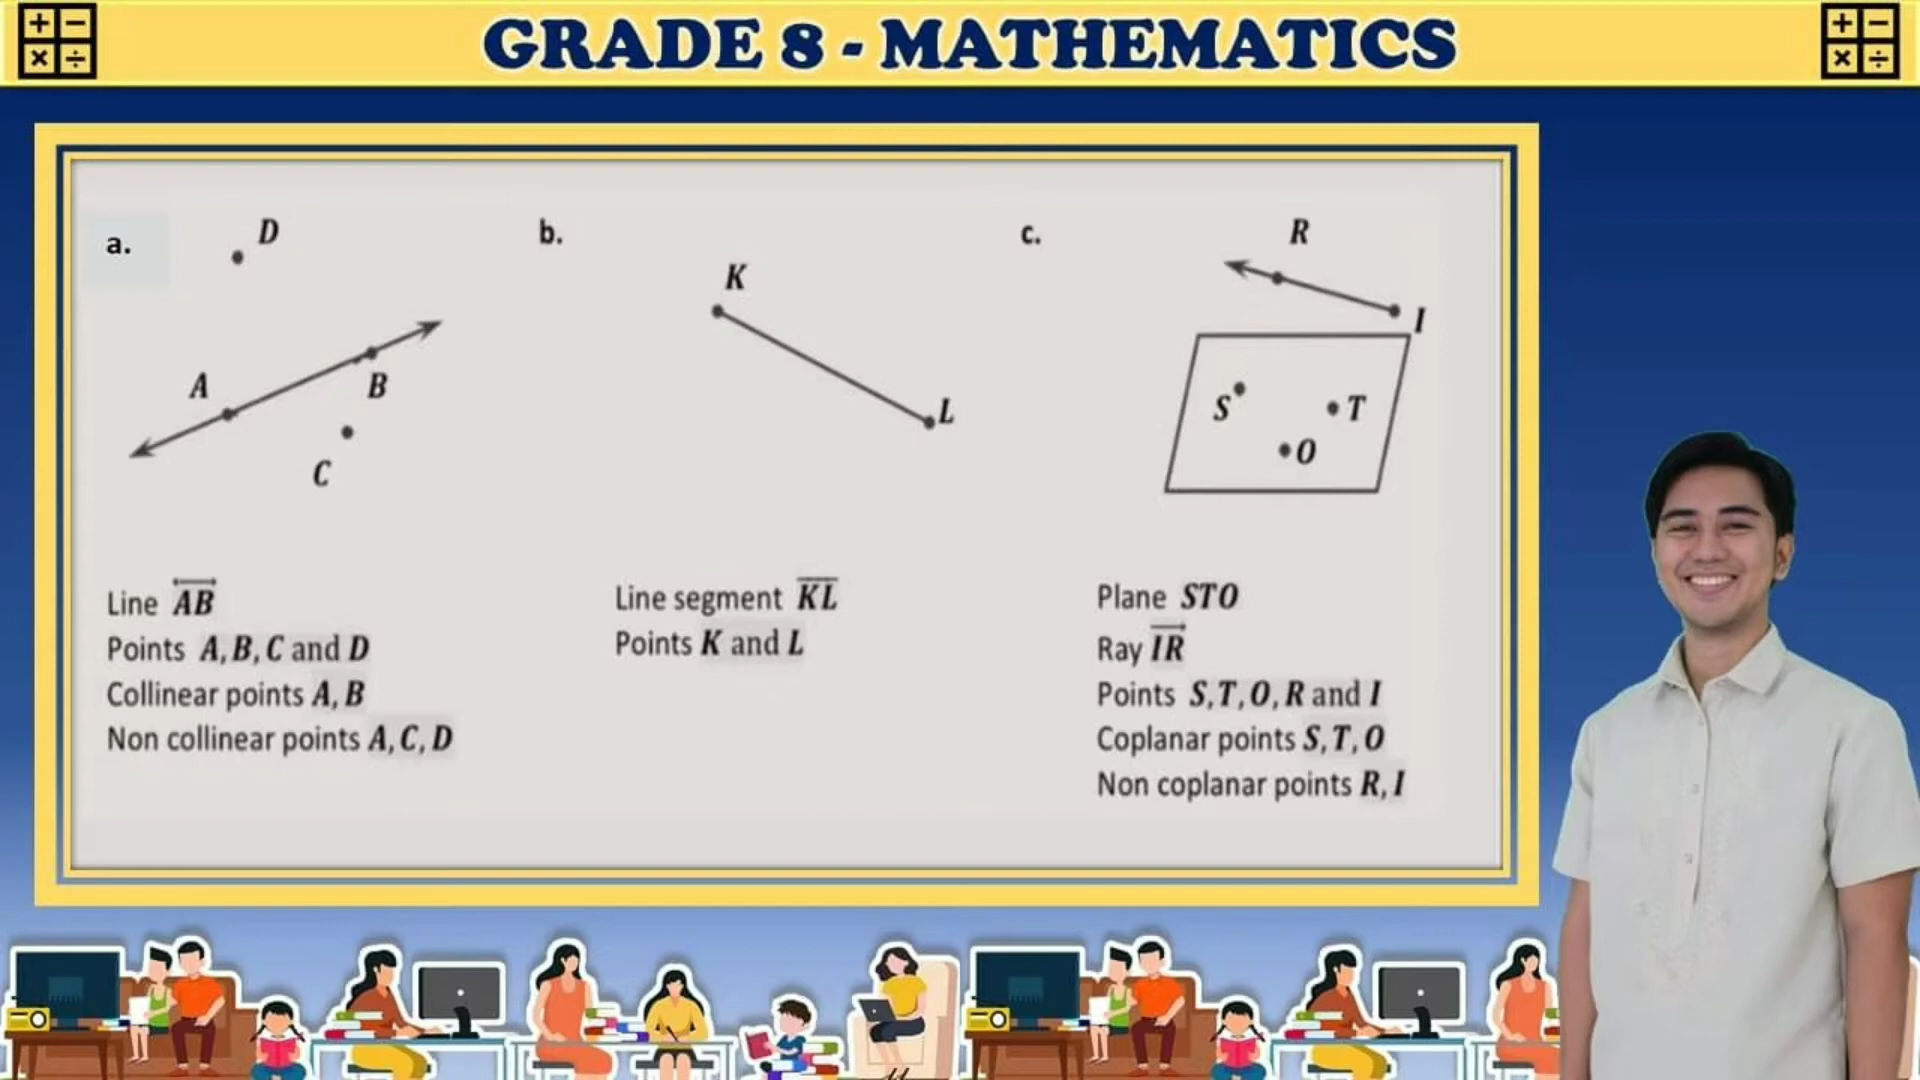 GRADE 8 - MATHEMATICS
a.
D
A
B
C
b.
K
L
c.
R
I
S
T
O
Line AB
Points A, B, C and D
Collinear points A, B
Non collinear points A, C, D
Line segment KL
Points K and L
Plane STO
Ray IR
Points S, T, O, R and I
Coplanar points S, T, O
Non coplanar points R, I